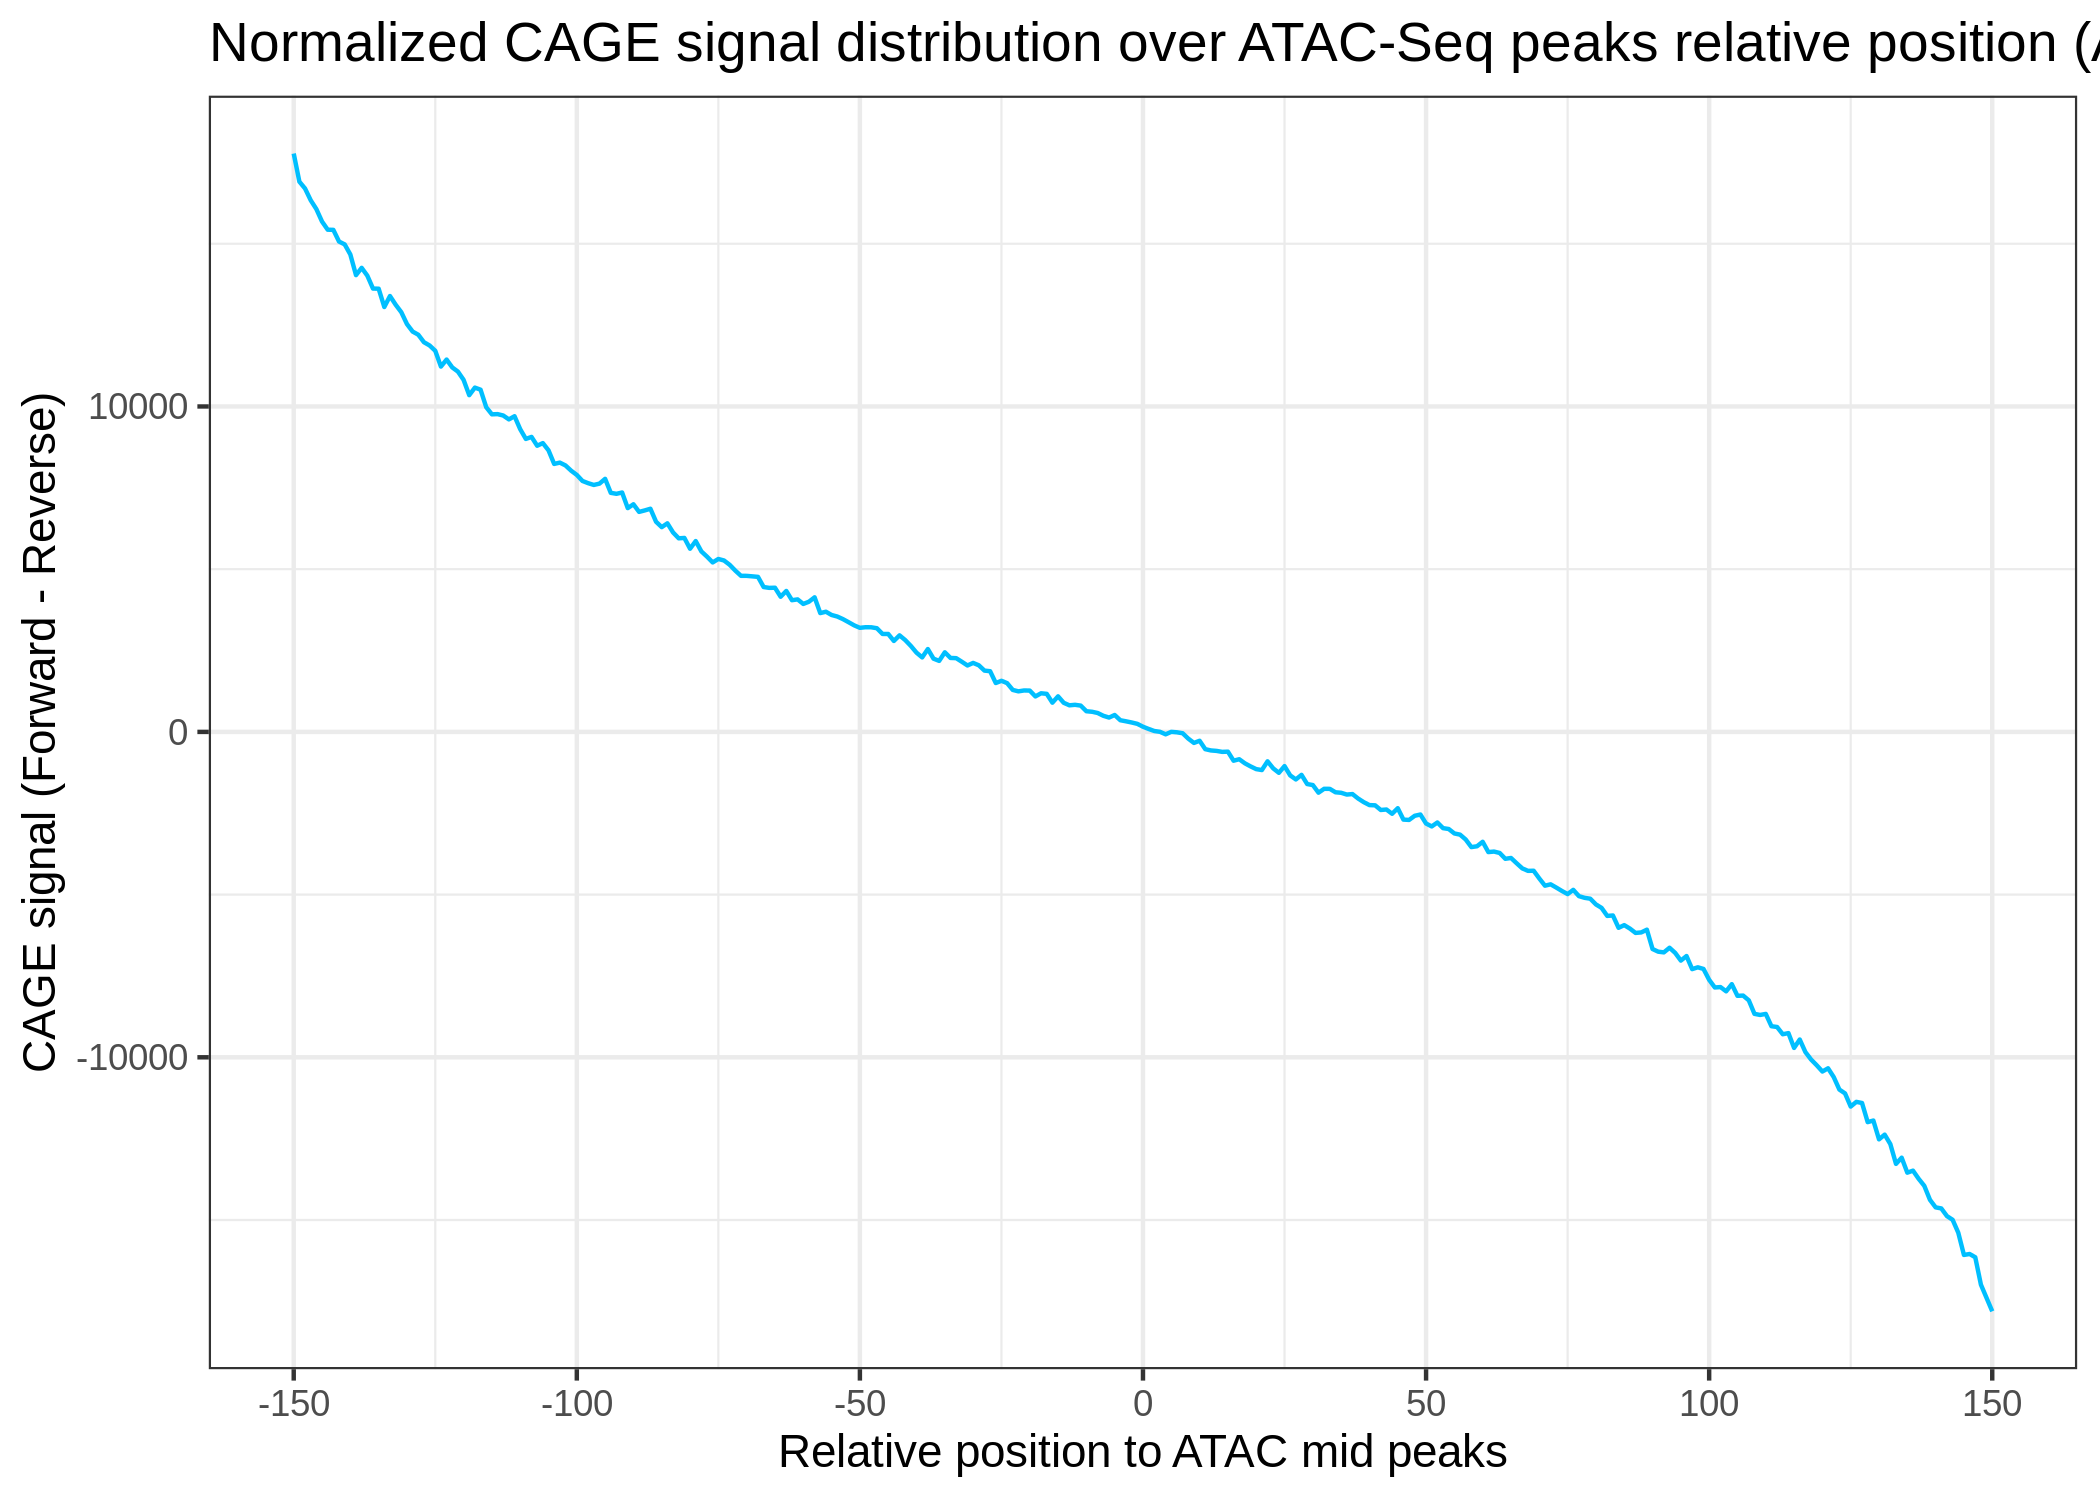 Normalized CAGE signal distribution over ATAC-Seq peaks relative position (
CAGE signal (Forward - Reverse)
10000
0
-10000
-150 -100 -50 0 50 100 150
Relative position to ATAC mid peaks